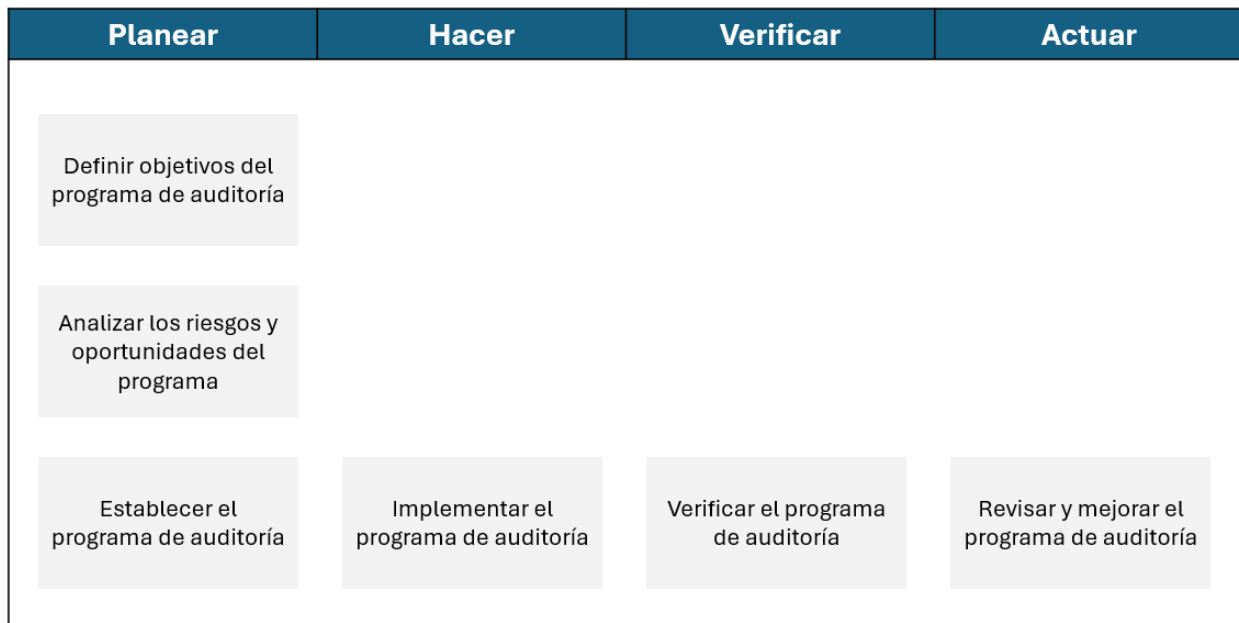 Planear
Hacer
Verificar
Actuar
Definir objetivos del
programa de auditoría
Analizar los riesgos y
oportunidades del
programa
Establecer el
programa de auditoría
Implementar el
programa de auditoría
Verificar el programa
de auditoría
Revisar y mejorar el
programa de auditoría